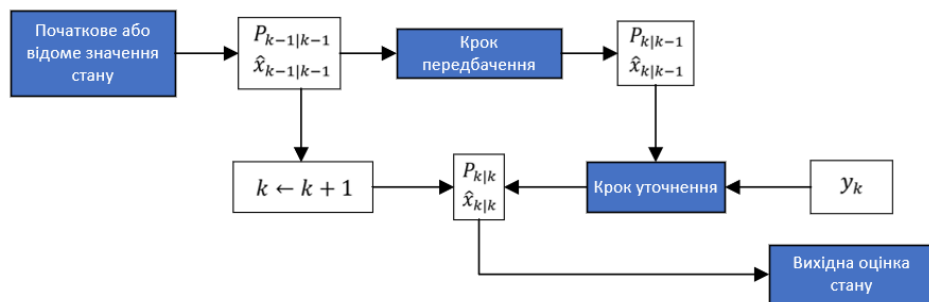 Початкове або
відоме значення
стану
P_{k−1|k−1}
x̂_{k−1|k−1}
Крок
передбачення
P_{k|k−1}
x̂_{k|k−1}
k ← k + 1
P_{k|k}
x̂_{k|k}
Крок уточнення
y_k
Вихідна оцінка
стану